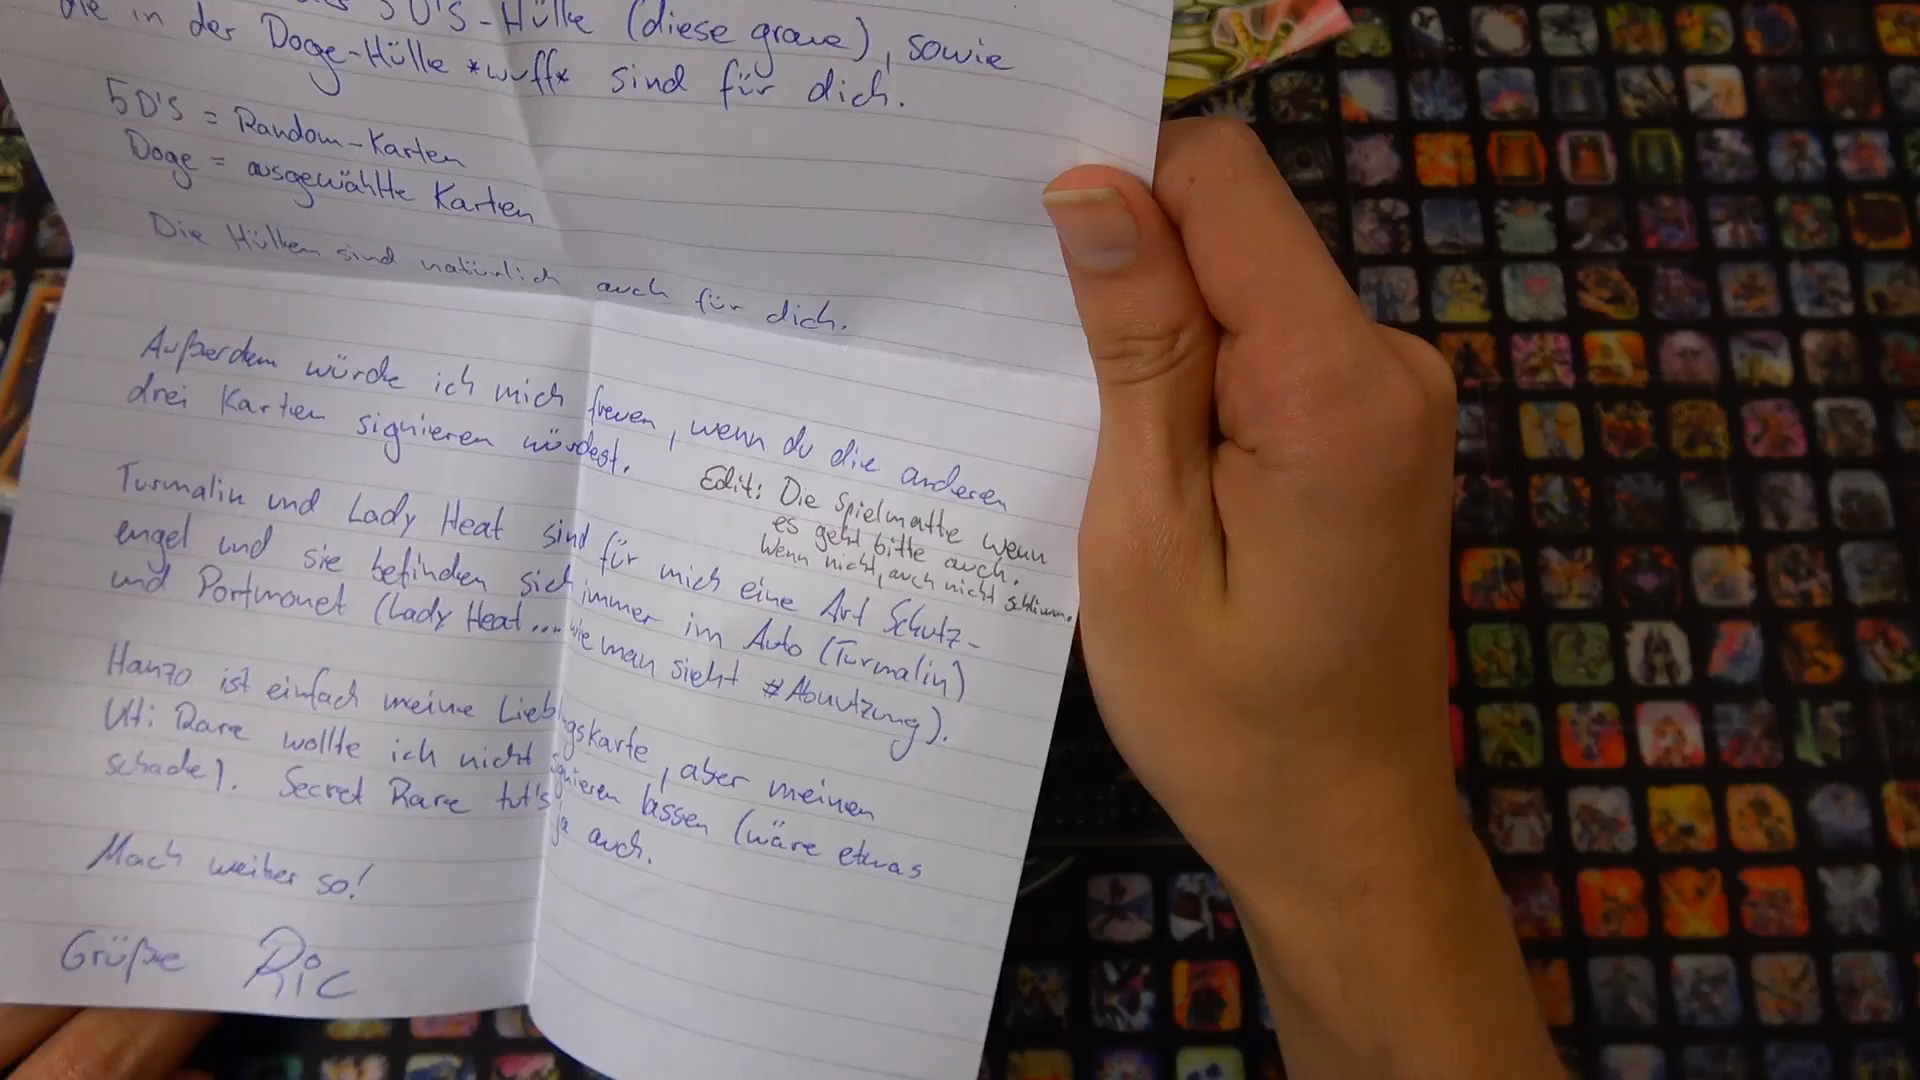 die in der 5D'S-Hülle (diese graue), sowie
die in der Doge-Hülle *wuff* sind für dich.
5D'S = Random-Karten
Doge = ausgewählte Karten
Die Hüllen sind natürlich auch für dich.
Außerdem würde ich mich freuen, wenn du die anderen
drei Karten signieren würdest.
Edit: Die Spielmatte wenn
es geht bitte auch.
Wenn nicht, auch nicht schlimm.
Turmalin und Lady Heat sind für mich eine Art Schutz-
engel und sie befinden sich immer im Auto (Turmalin)
und Portmonet (Lady Heat.... wie man sieht #Abnutzung).
Hanzo ist einfach meine Lieblingskarte, aber meinen
Ulti Rare wollte ich nicht signieren lassen (wäre etwas
schade). Secret Rare tut's ja auch.
Mach weiter so!
Grüße Ric